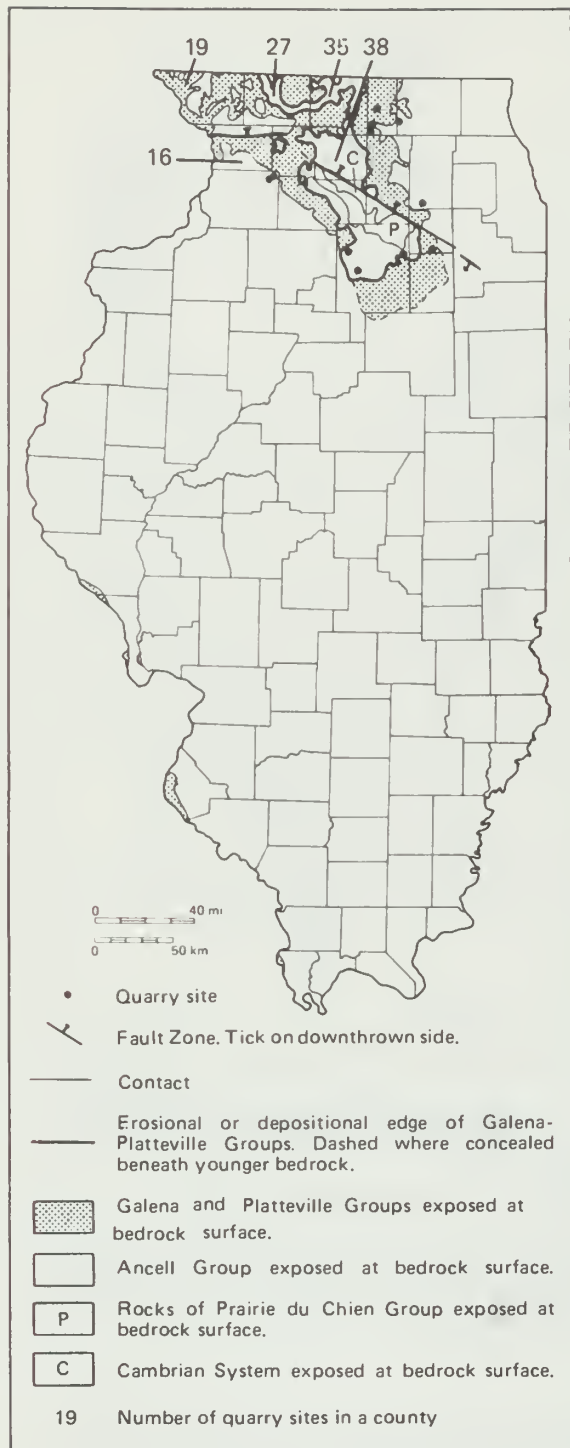 19 27 35 38
16
C
P
0 40 mi
0 50 km
Quarry site
Fault Zone. Tick on downthrown side.
Contact
Erosional or depositional edge of Galena-
Platteville Groups. Dashed where concealed
beneath younger bedrock.
Galena and Platteville Groups exposed at
bedrock surface.
Ancell Group exposed at bedrock surface.
P Rocks of Prairie du Chien Group exposed at
bedrock surface.
C Cambrian System exposed at bedrock surface.
19 Number of quarry sites in a county